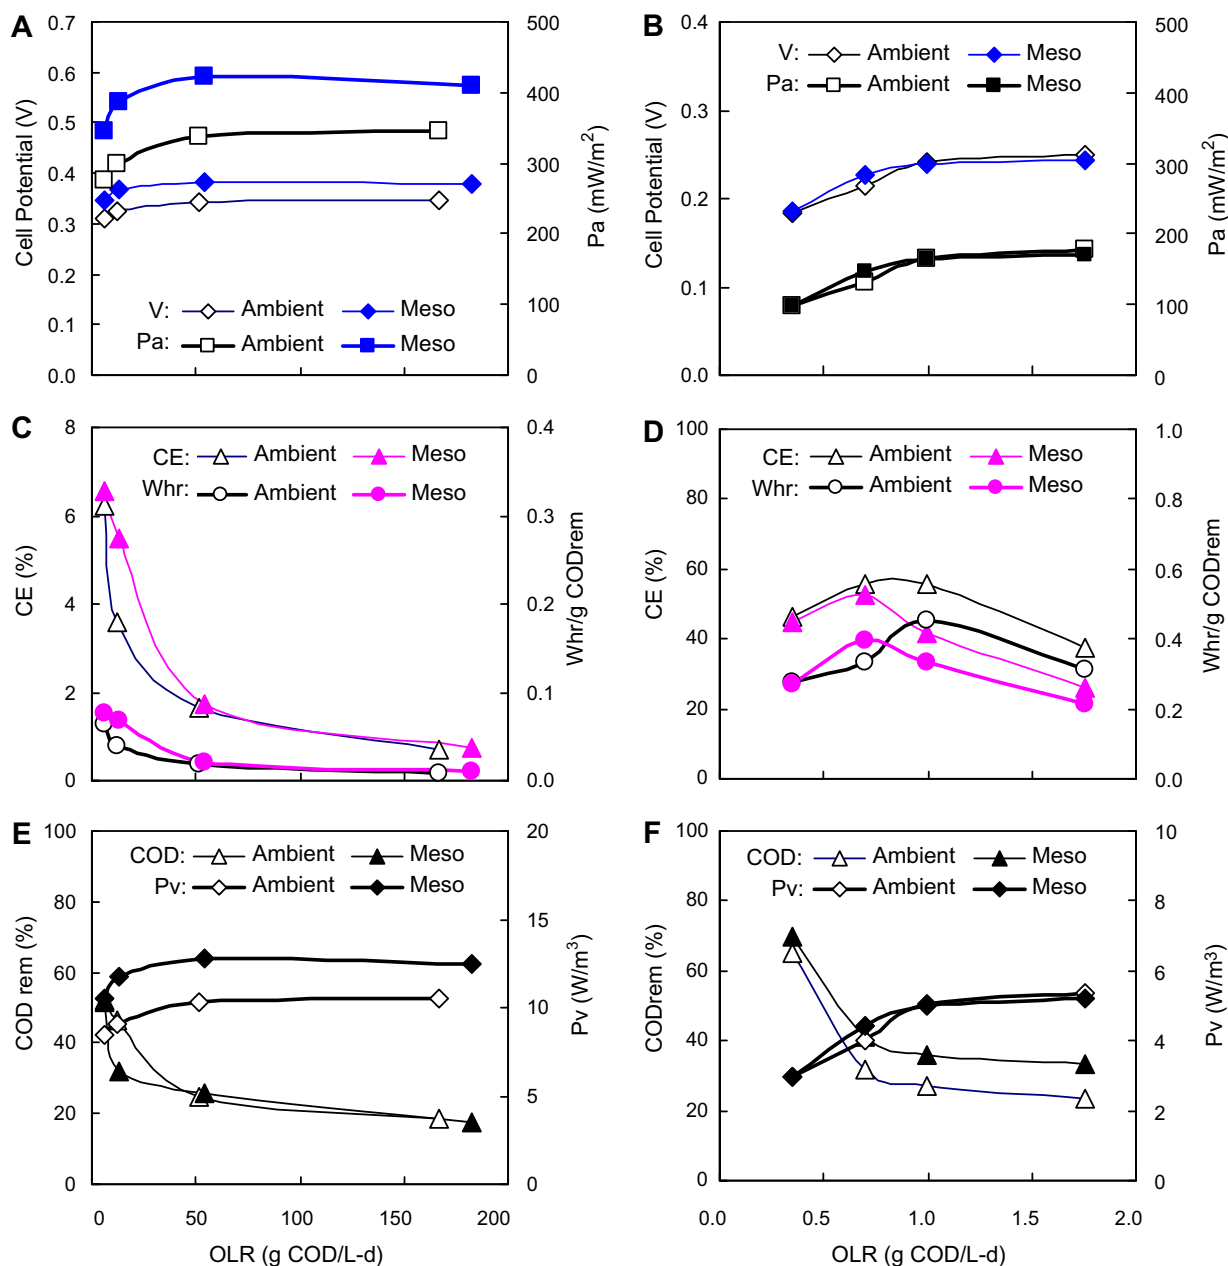 A
0.7
0.6
0.5
0.4
0.3
0.2
0.1
0.0
Cell Potential (V)
500
400
300
200
100
0
Pa (mW/m²)
V: Ambient Meso
Pa: Ambient Meso
B
0.4
0.3
0.2
0.1
0.0
Cell Potential (V)
500
400
300
200
100
0
Pa (mW/m²)
V: Ambient Meso
Pa: Ambient Meso
C
8
6
4
2
0
CE (%)
0.4
0.3
0.2
0.1
0.0
Whr/g CODrem
CE: Ambient Meso
Whr: Ambient Meso
D
100
80
60
40
20
0
CE (%)
1.0
0.8
0.6
0.4
0.2
0.0
Whr/g CODrem
CE: Ambient Meso
Whr: Ambient Meso
E
100
80
60
40
20
0
COD rem (%)
20
15
10
5
0
Pv (W/m³)
COD: Ambient Meso
Pv: Ambient Meso
0 50 100 150 200
OLR (g COD/L-d)
F
100
80
60
40
20
0
CODrem (%)
10
8
6
4
2
0
Pv (W/m³)
COD: Ambient Meso
Pv: Ambient Meso
0.0 0.5 1.0 1.5 2.0
OLR (g COD/L-d)